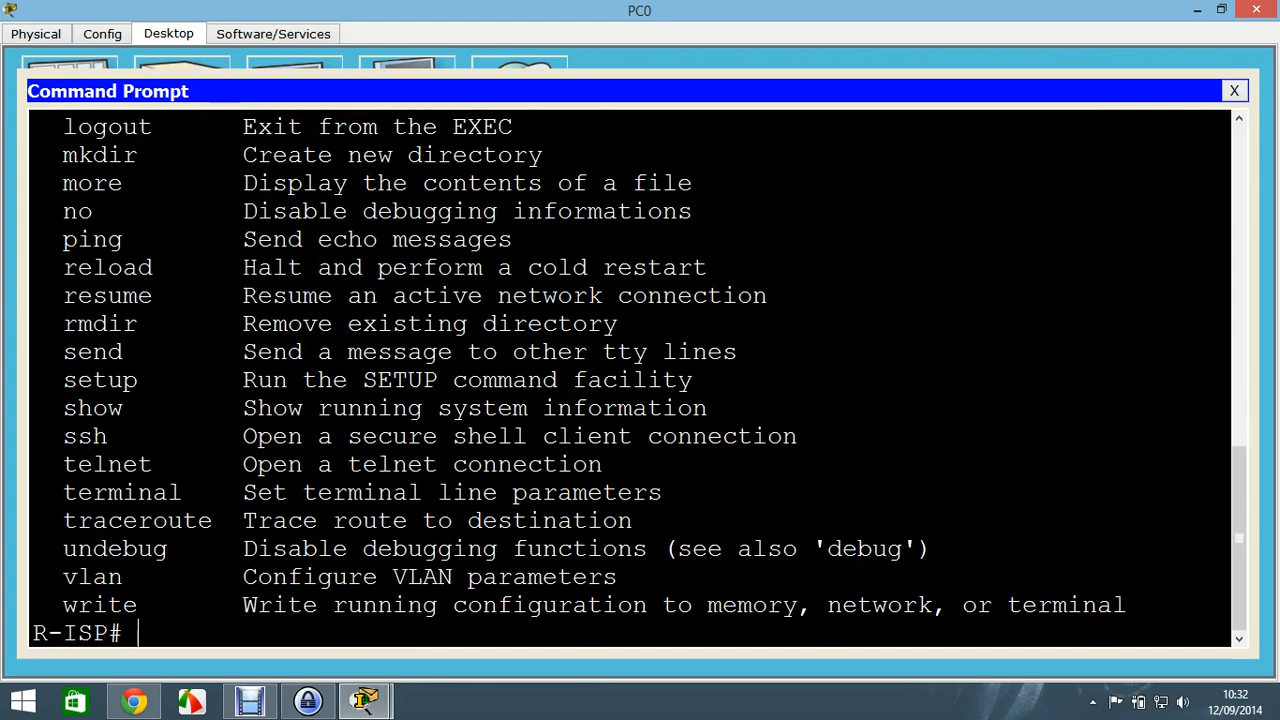 PC0
Physical Config Desktop Software/Services
Command Prompt X
logout Exit from the EXEC
mkdir Create new directory
more Display the contents of a file
no Disable debugging informations
ping Send echo messages
reload Halt and perform a cold restart
resume Resume an active network connection
rmdir Remove existing directory
send Send a message to other tty lines
setup Run the SETUP command facility
show Show running system information
ssh Open a secure shell client connection
telnet Open a telnet connection
terminal Set terminal line parameters
traceroute Trace route to destination
undebug Disable debugging functions (see also 'debug')
vlan Configure VLAN parameters
write Write running configuration to memory, network, or terminal
R-ISP#
10:32
12/09/2014